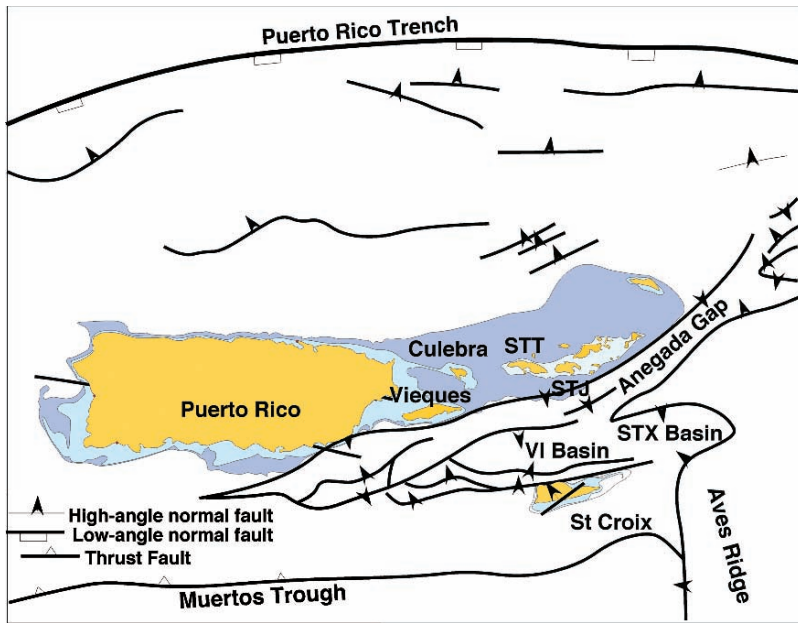 Puerto Rico Trench
Culebra
STT
Anegada Gap
Vieques
STJ
Puerto Rico
STX Basin
VI Basin
High-angle normal fault
St Croix
Low-angle normal fault
Aves Ridge
Thrust Fault
Muertos Trough